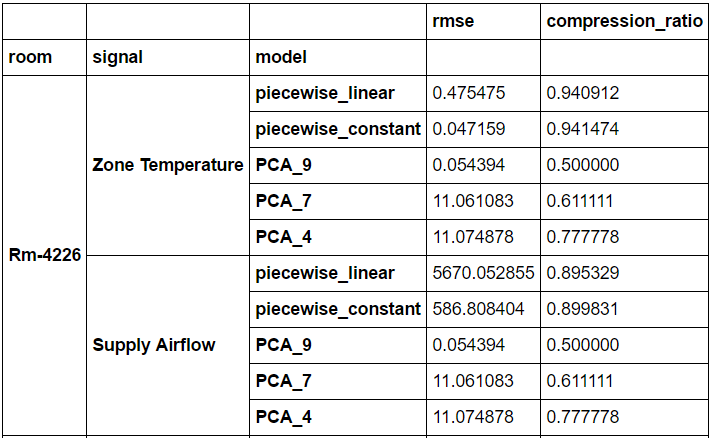 rmse compression_ratio
room signal model
Rm-4226 Zone Temperature piecewise_linear 0.475475 0.940912
piecewise_constant 0.047159 0.941474
PCA_9 0.054394 0.500000
PCA_7 11.061083 0.611111
PCA_4 11.074878 0.777778
Supply Airflow piecewise_linear 5670.052855 0.895329
piecewise_constant 586.808404 0.899831
PCA_9 0.054394 0.500000
PCA_7 11.061083 0.611111
PCA_4 11.074878 0.777778